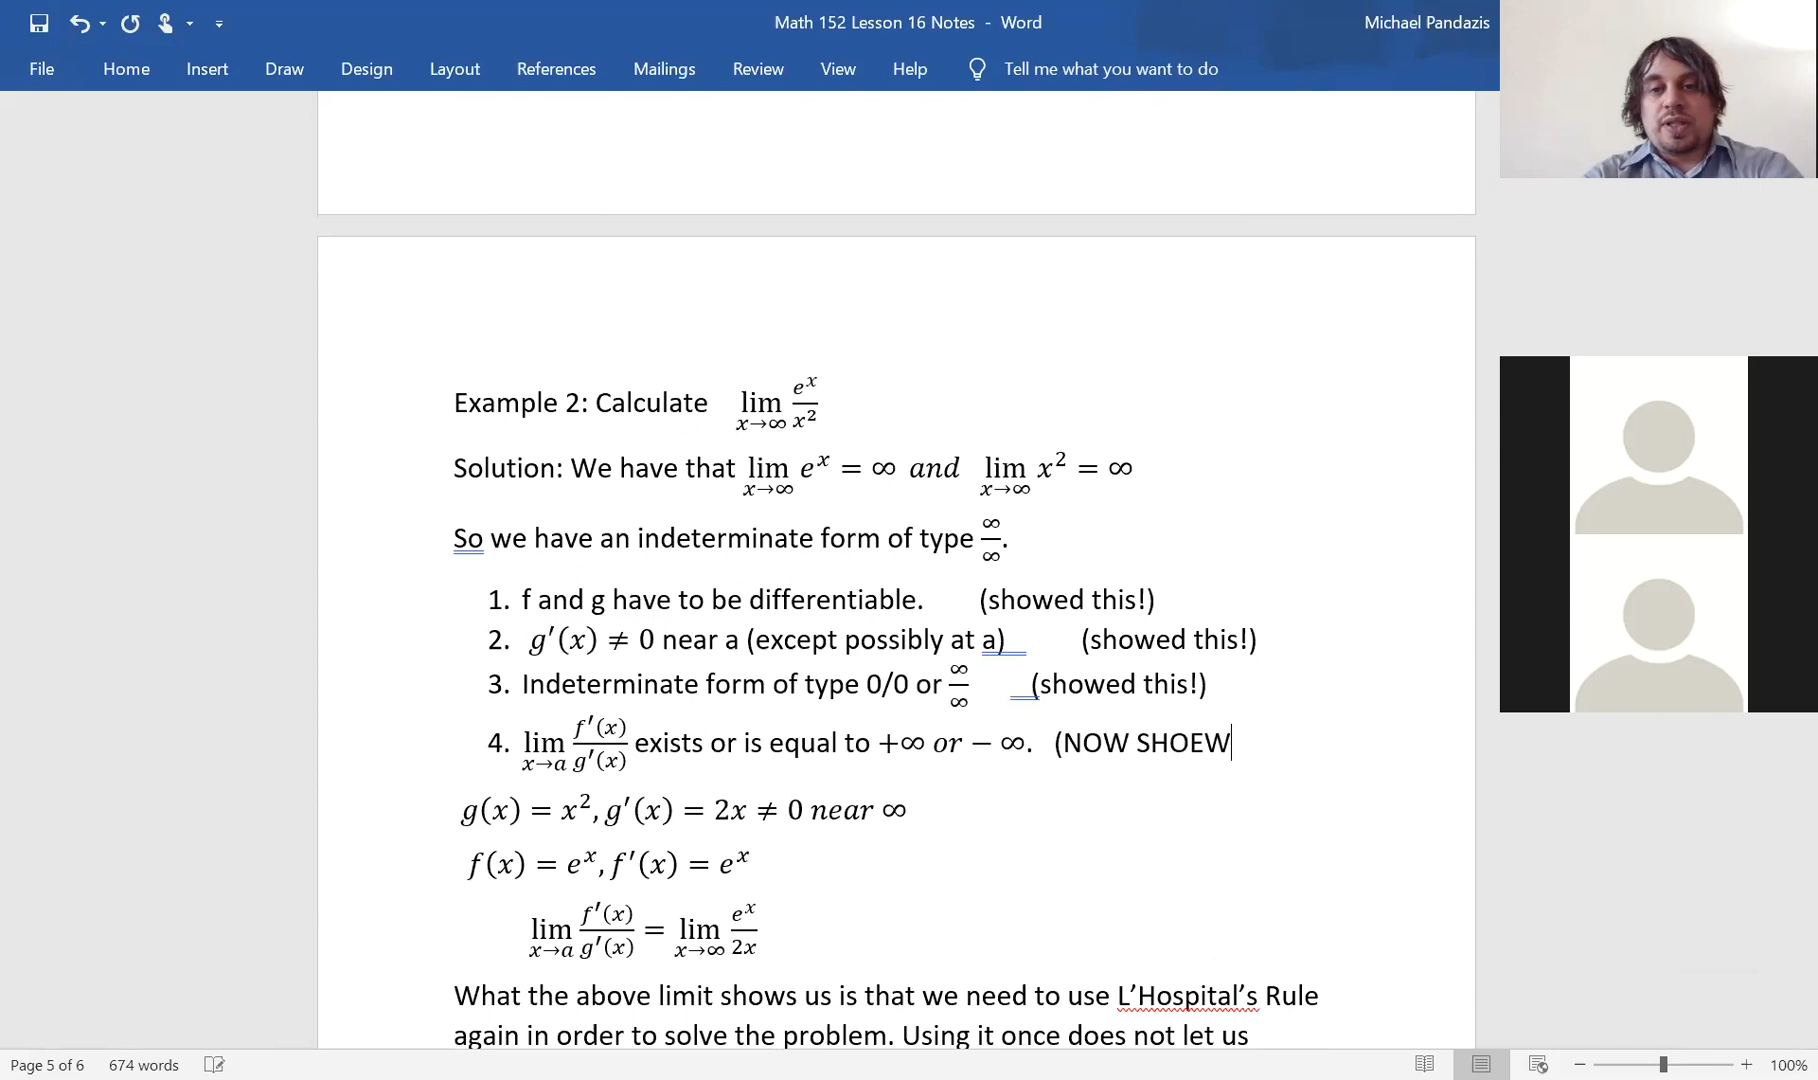 Math 152 Lesson 16 Notes - Word
Michael Pandazis
File Home Insert Draw Design Layout References Mailings Review View Help Tell me what you want to do
Example 2: Calculate lim x→∞ e^x/x^2
Solution: We have that lim x→∞ e^x = ∞ and lim x→∞ x^2 = ∞
So we have an indeterminate form of type ∞/∞.
1. f and g have to be differentiable. (showed this!)
2. g′(x) ≠ 0 near a (except possibly at a) (showed this!)
3. Indeterminate form of type 0/0 or ∞/∞ (showed this!)
4. lim x→a f′(x)/g′(x) exists or is equal to +∞ or − ∞. (NOW SHOEW
g(x) = x^2, g′(x) = 2x ≠ 0 near ∞
f(x) = e^x, f′(x) = e^x
lim x→a f′(x)/g′(x) = lim x→∞ e^x/2x
What the above limit shows us is that we need to use L’Hospital’s Rule
again in order to solve the problem. Using it once does not let us
Page 5 of 6 674 words 100%